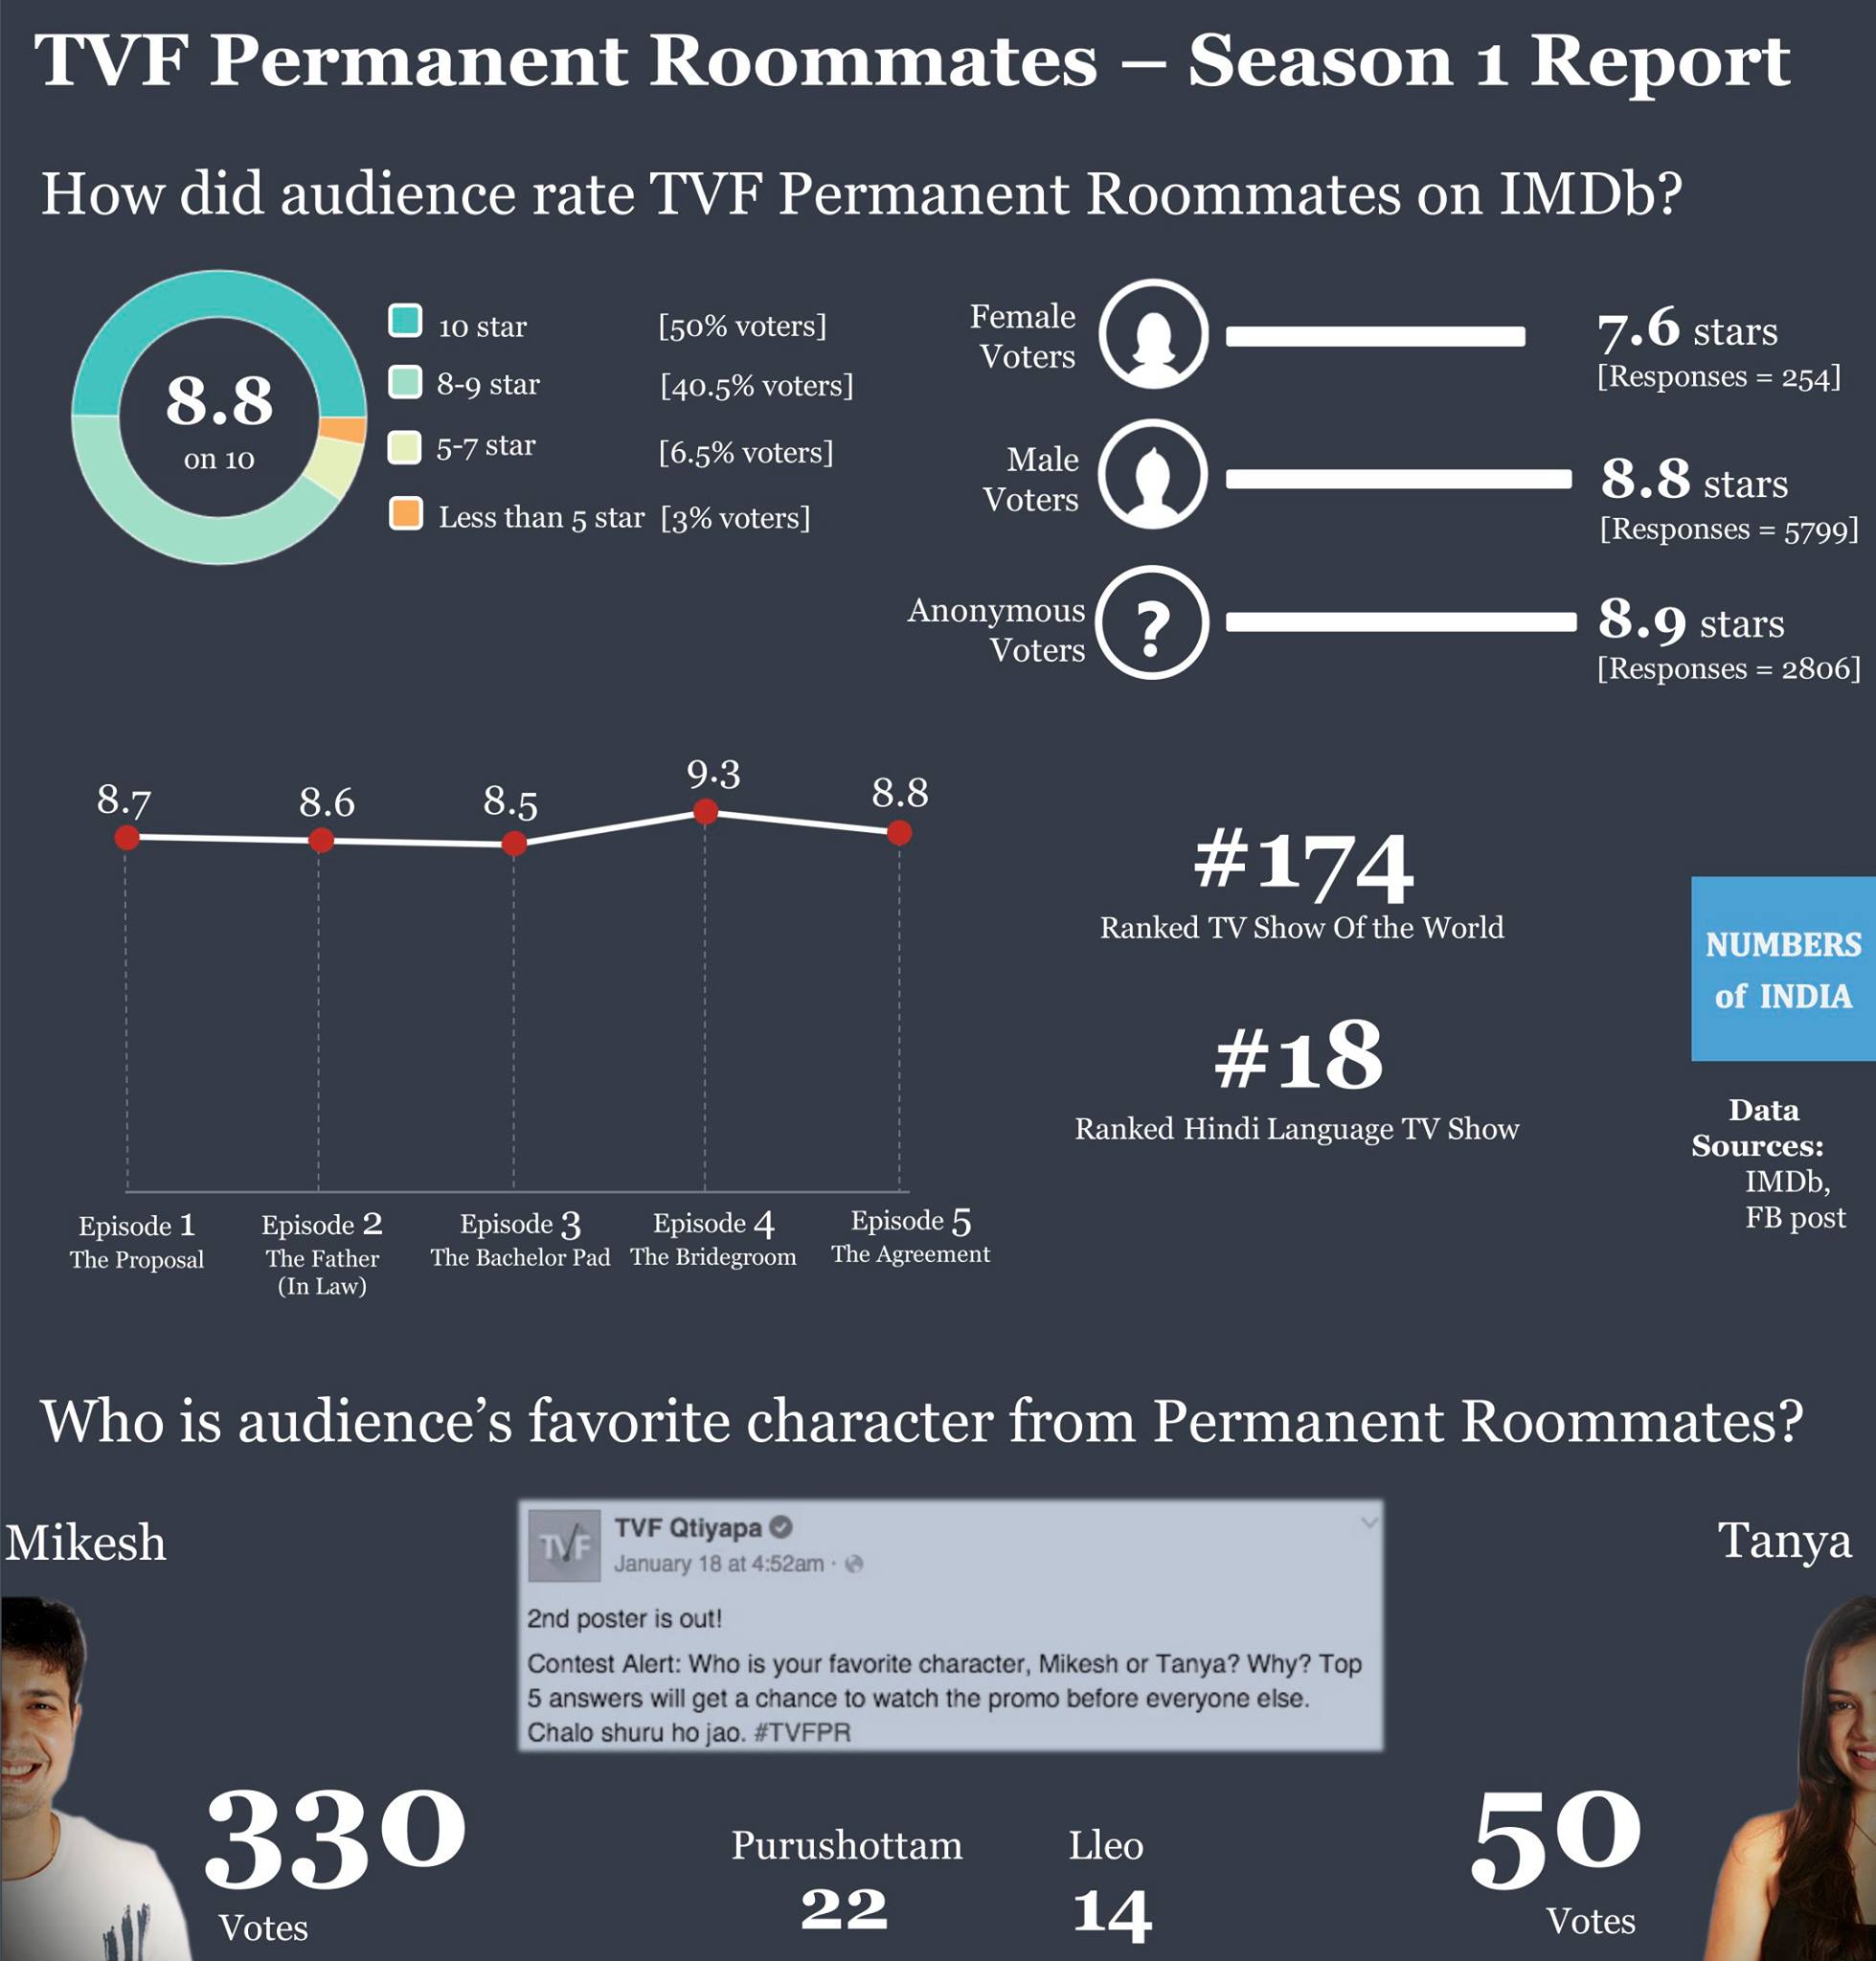 TVF Permanent Roommates – Season 1 Report
How did audience rate TVF Permanent Roommates on IMDb?
8.8
on 10
10 star [50% voters]
8-9 star [40.5% voters]
5-7 star [6.5% voters]
Less than 5 star [3% voters]
Female
Voters
7.6 stars
[Responses = 254]
Male
Voters
8.8 stars
[Responses = 5799]
Anonymous
Voters
?
8.9 stars
[Responses = 2806]
8.7
8.6
8.5
9.3
8.8
Episode 1
The Proposal
Episode 2
The Father
(In Law)
Episode 3
The Bachelor Pad
Episode 4
The Bridegroom
Episode 5
The Agreement
#174
Ranked TV Show Of the World
#18
Ranked Hindi Language TV Show
NUMBERS
of INDIA
Data
Sources:
IMDb,
FB post
Who is audience’s favorite character from Permanent Roommates?
Mikesh
TVF
TVF Qtiyapa
January 18 at 4:52am ·
2nd poster is out!
Contest Alert: Who is your favorite character, Mikesh or Tanya? Why? Top
5 answers will get a chance to watch the promo before everyone else.
Chalo shuru ho jao. #TVFPR
Tanya
330
Votes
Purushottam
22
Lleo
14
50
Votes